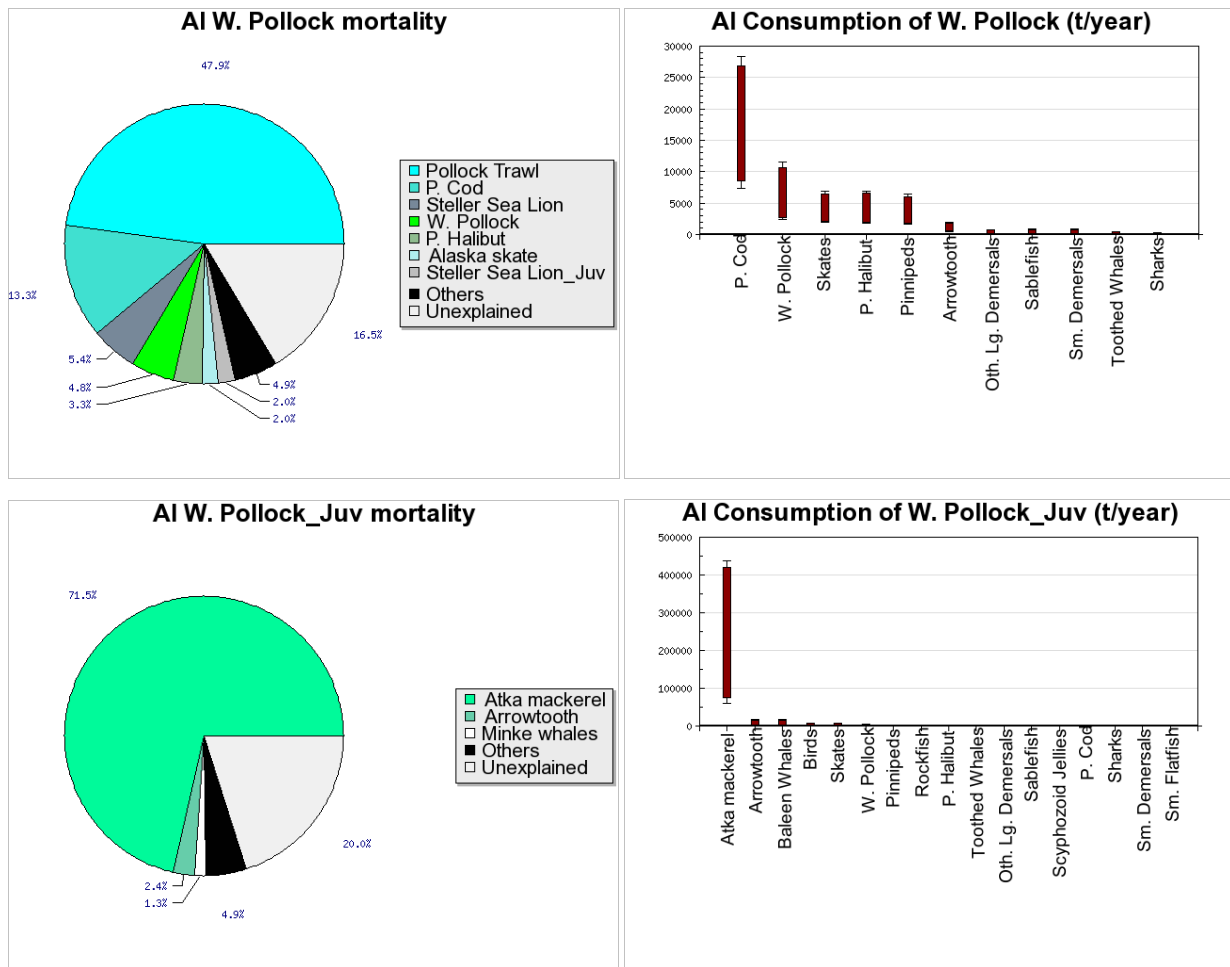 AI W. Pollock mortality
47.9%
13.3%
5.4%
4.8%
3.3%
2.0%
2.0%
4.9%
16.5%
Pollock Trawl
P. Cod
Steller Sea Lion
W. Pollock
P. Halibut
Alaska skate
Steller Sea Lion_Juv
Others
Unexplained
AI Consumption of W. Pollock (t/year)
30000
25000
20000
15000
10000
5000
0
P. Cod
W. Pollock
Skates
P. Halibut
Pinnipeds
Arrowtooth
Oth. Lg. Demersals
Sablefish
Sm. Demersals
Toothed Whales
Sharks
AI W. Pollock_Juv mortality
71.5%
2.4%
1.3%
4.9%
20.0%
Atka mackerel
Arrowtooth
Minke whales
Others
Unexplained
AI Consumption of W. Pollock_Juv (t/year)
500000
400000
300000
200000
100000
0
Atka mackerel
Arrowtooth
Baleen Whales
Birds
Skates
W. Pollock
Pinnipeds
Rockfish
P. Halibut
Toothed Whales
Oth. Lg. Demersals
Sablefish
Scyphozoid Jellies
P. Cod
Sharks
Sm. Demersals
Sm. Flatfish